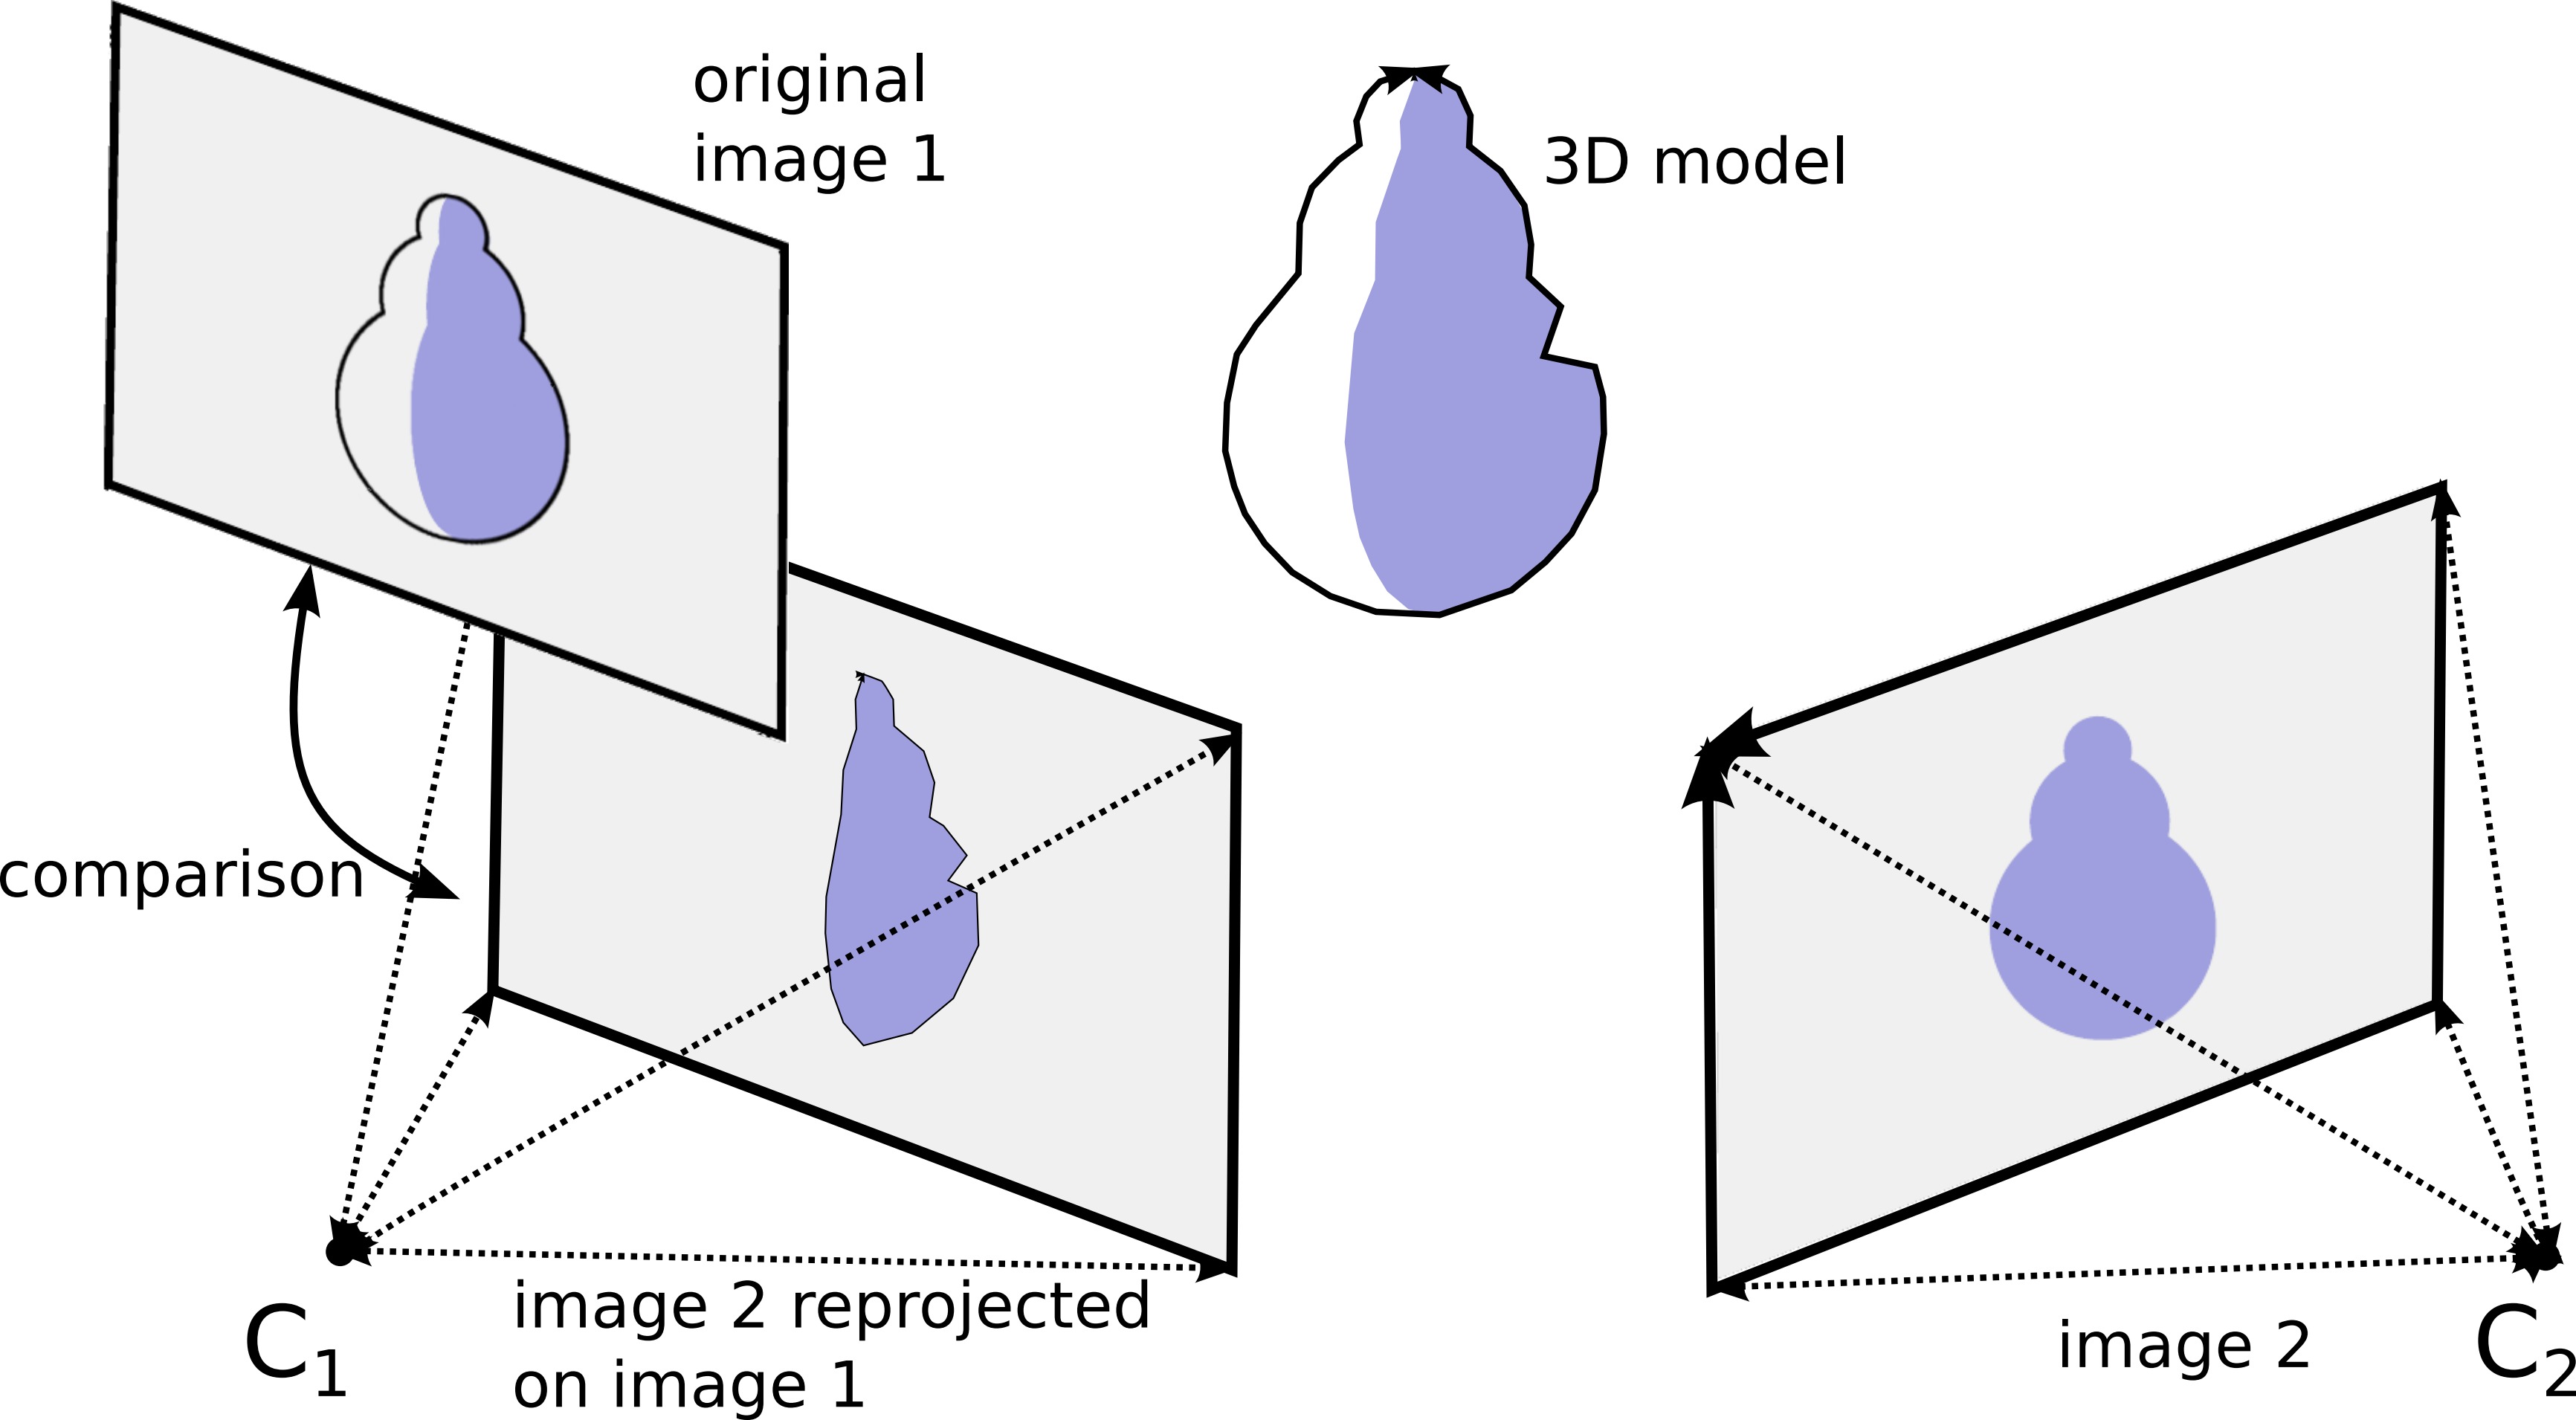 original
image 1
3D model
comparison
image 2 reprojected
on image 1
C1
image 2
C2